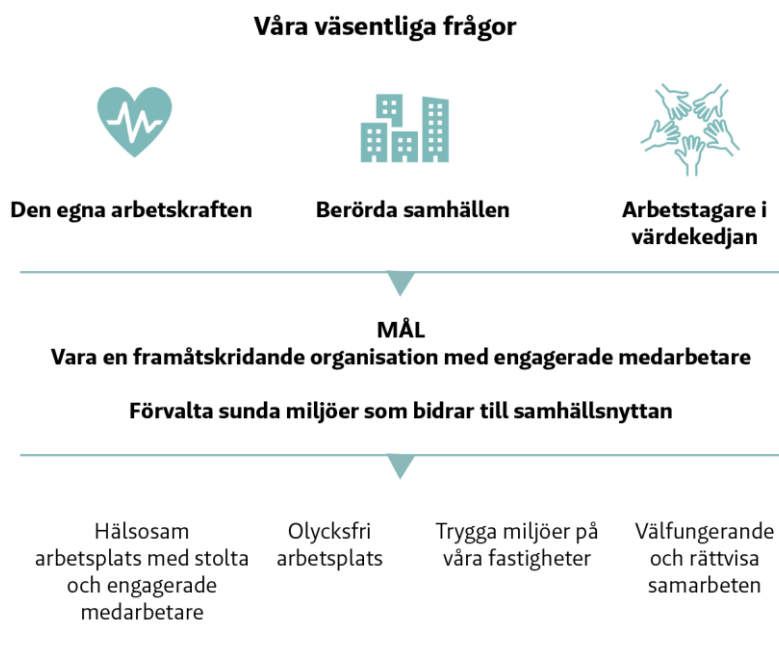 Våra väsentliga frågor
Den egna arbetskraften
Berörda samhällen
Arbetstagare i
värdekedjan
MÅL
Vara en framåtskridande organisation med engagerade medarbetare
Förvalta sunda miljöer som bidrar till samhällsnyttan
Hälsosam
arbetsplats med stolta
och engagerade
medarbetare
Olycksfri
arbetsplats
Trygga miljöer på
våra fastigheter
Välfungerande
och rättvisa
samarbeten